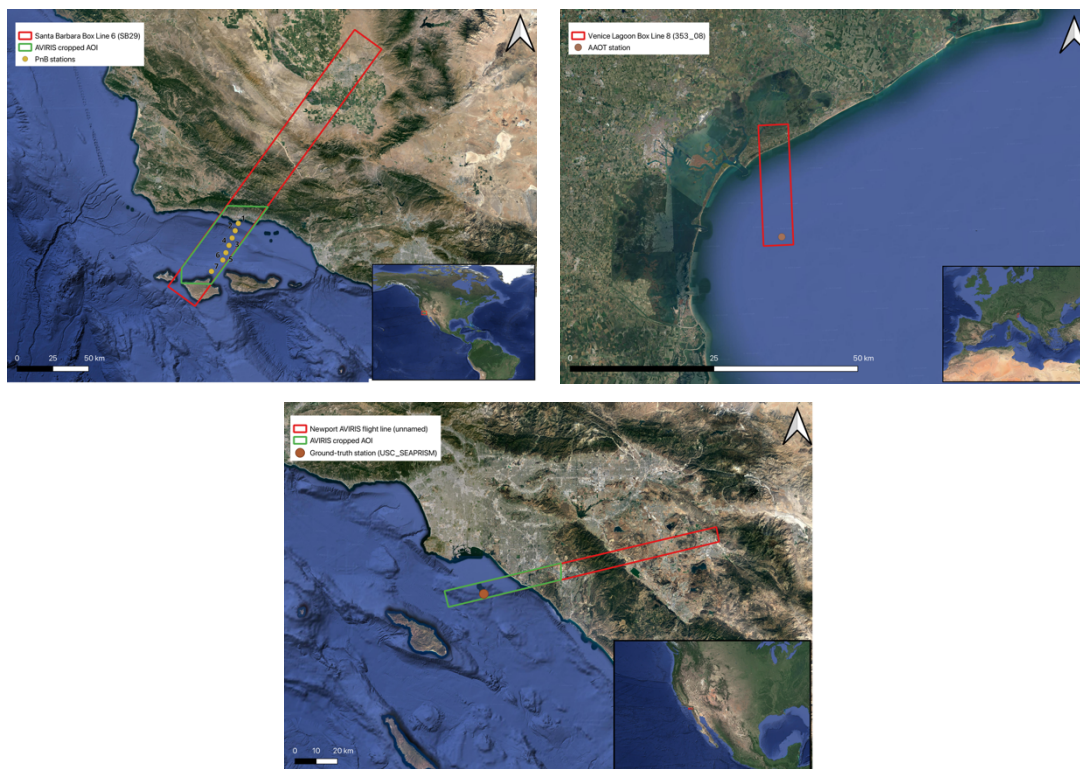 Santa Barbara Box Line 6 (SB29)
AVIRIS cropped AOI
PnB stations
0 25 50 km
Venice Lagoon Box Line 8 (353_08)
AAOT station
0 25 50 km
Newport AVIRIS flight line (unnamed)
AVIRIS cropped AOI
Ground-truth station (USC_SEAPRISM)
0 10 20 km